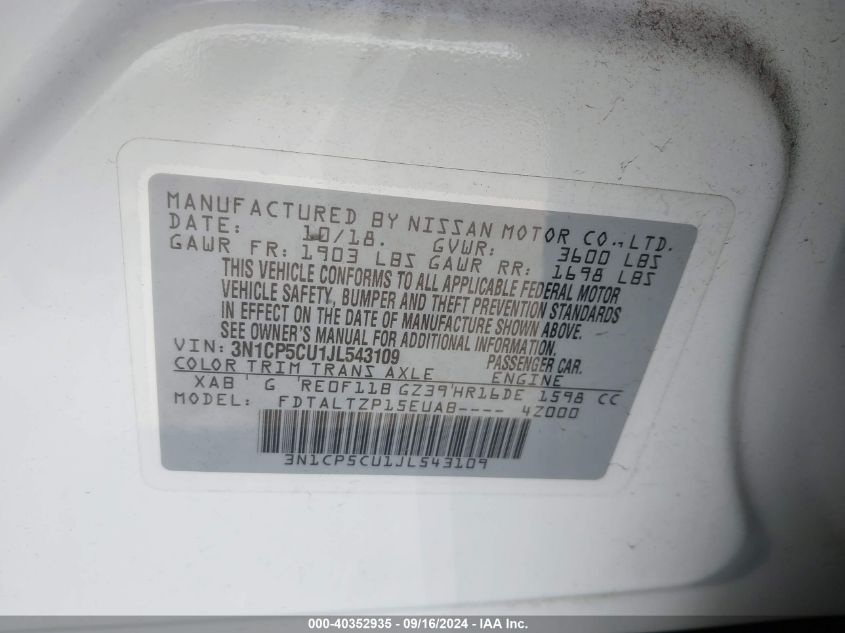 MANUFACTURED BY NISSAN MOTOR CO.,LTD.
DATE: 10/18. GVWR: 3600 LBS
GAWR FR: 1903 LBS GAWR RR: 1698 LBS
THIS VEHICLE CONFORMS TO ALL APPLICABLE FEDERAL MOTOR
VEHICLE SAFETY, BUMPER AND THEFT PREVENTION STANDARDS
IN EFFECT ON THE DATE OF MANUFACTURE SHOWN ABOVE.
SEE OWNER'S MANUAL FOR ADDITIONAL INFORMATION.
VIN: 3N1CP5CU1JL543109 PASSENGER CAR.
COLOR TRIM TRANS AXLE ENGINE
XAB G RE0F11B GZ39 HR16DE 1598 CC
MODEL: FDTALTZP15EUAB---- 4Z000
3N1CP5CU1JL543109
000-40352935 - 09/16/2024 - IAA Inc.